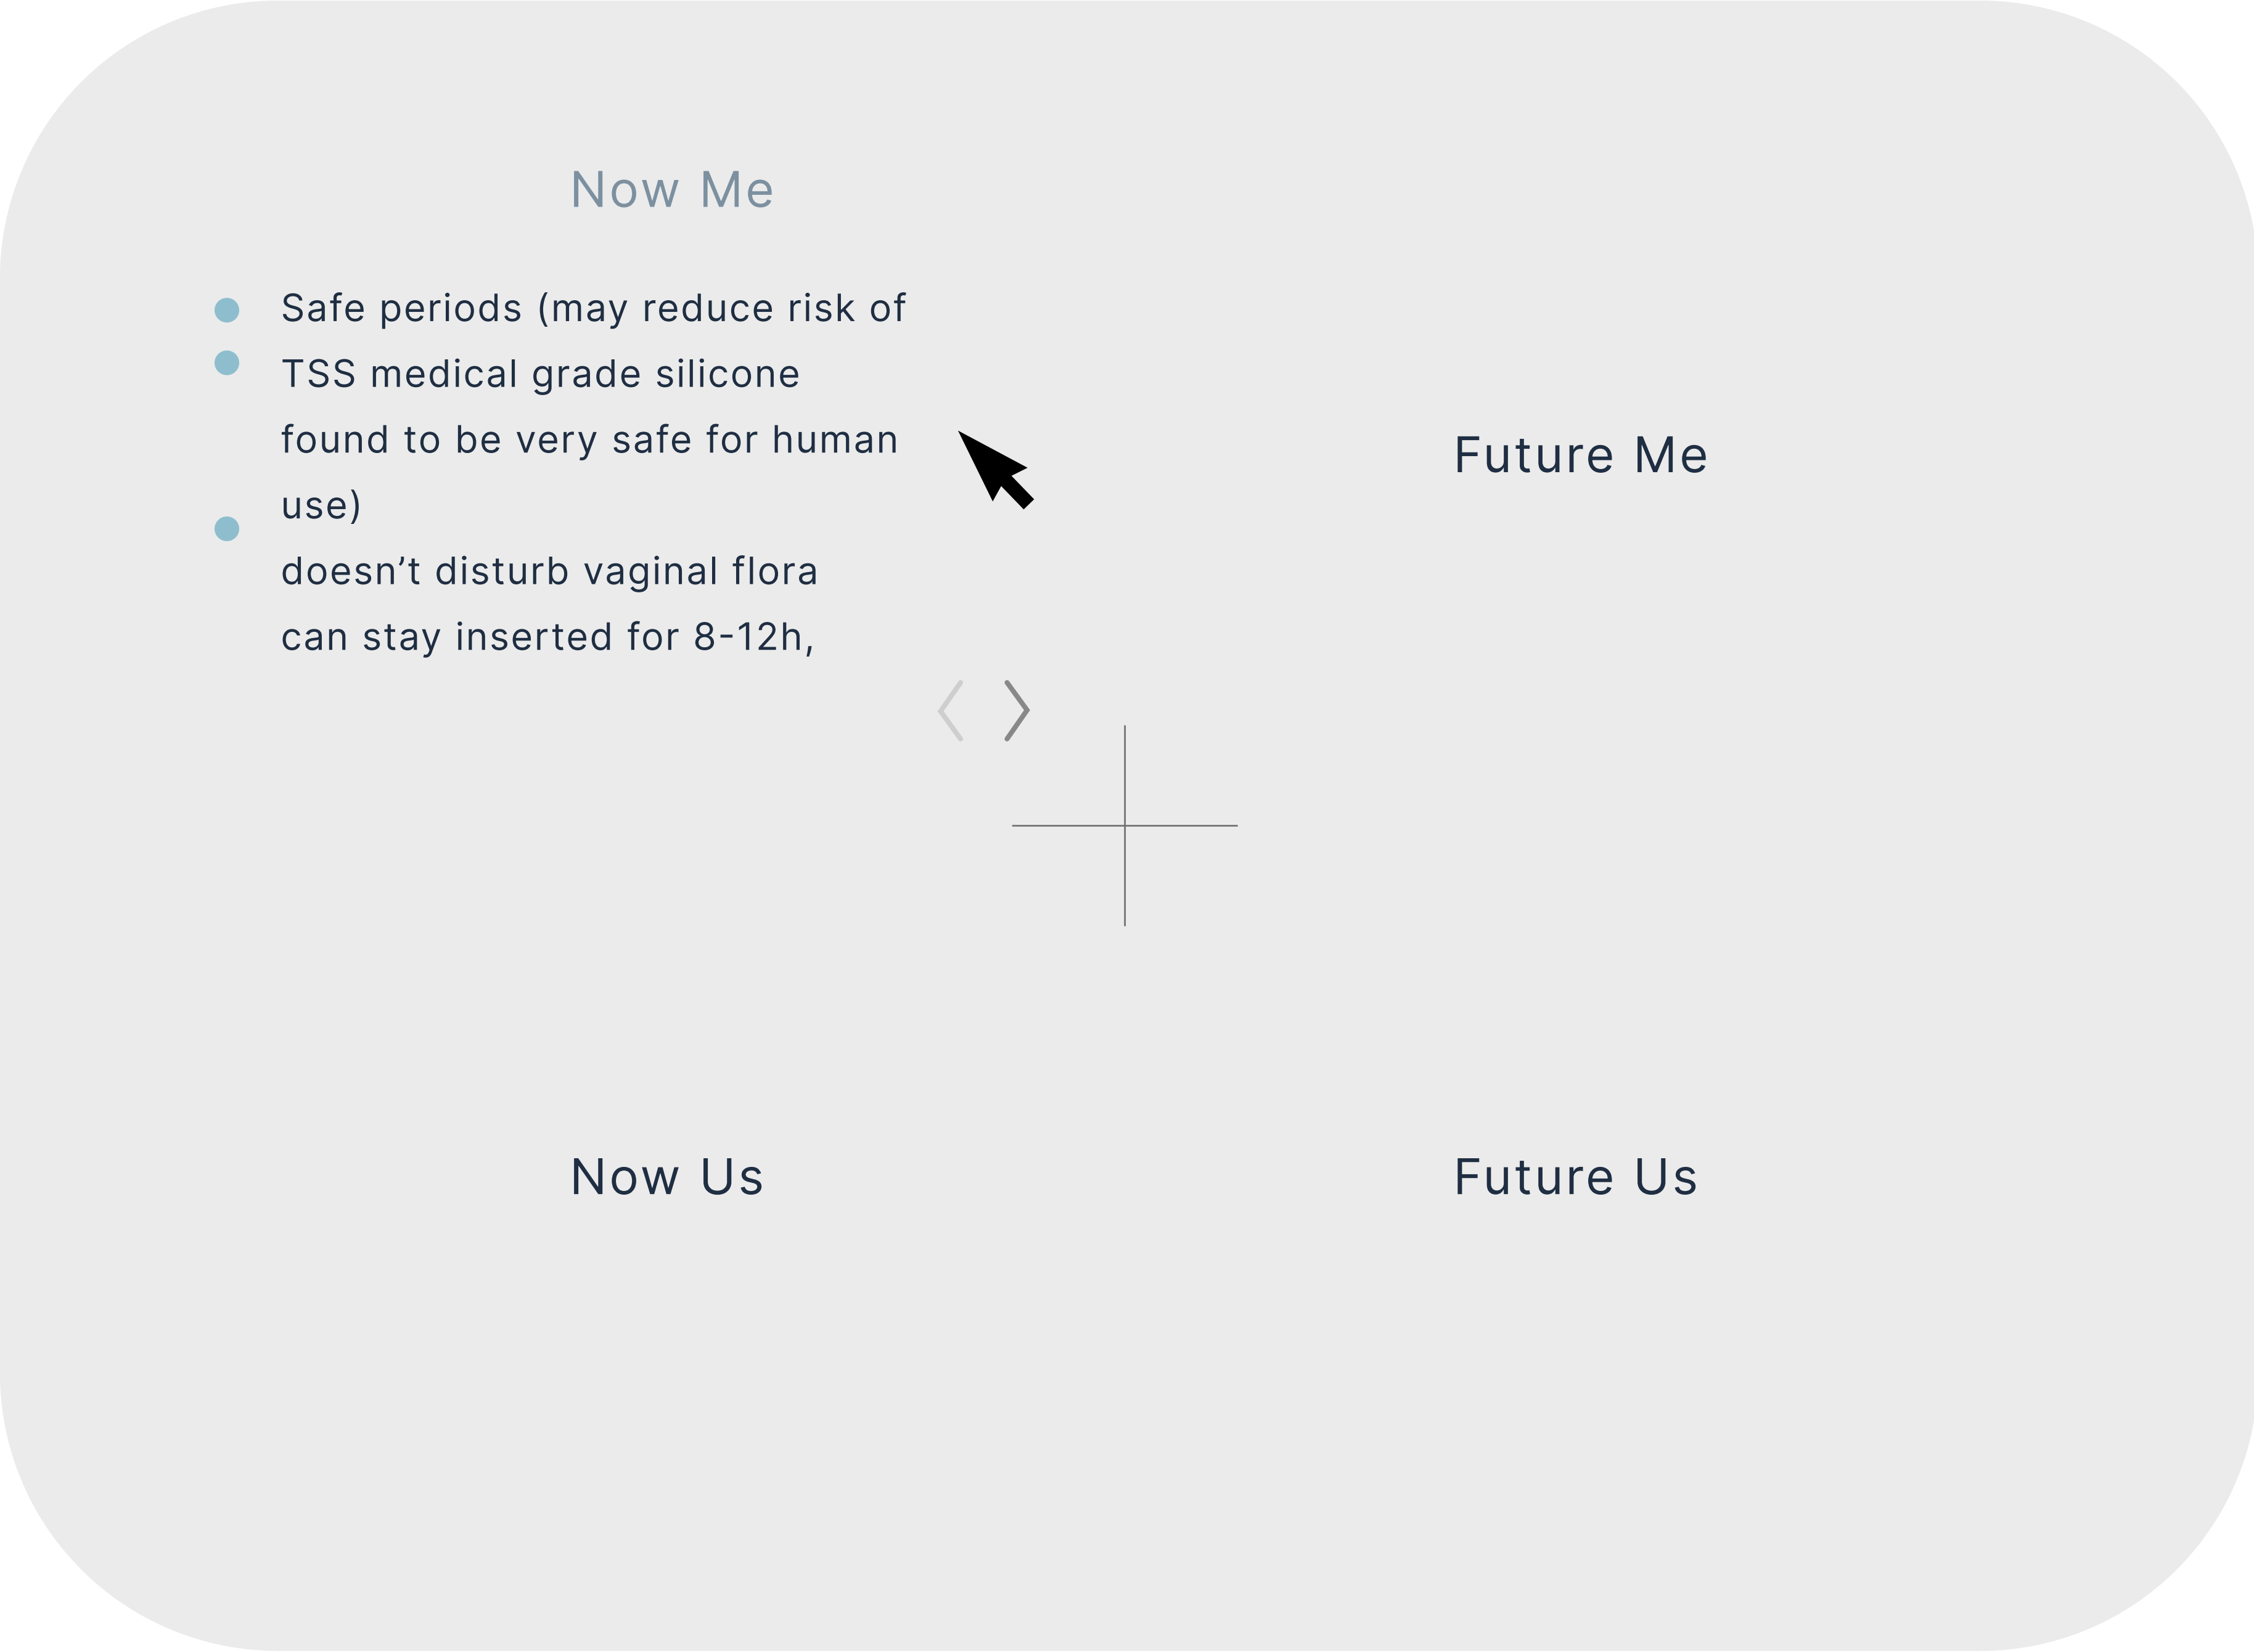 Now Me
Safe periods (may reduce risk of
TSS medical grade silicone
found to be very safe for human
use)
doesn’t disturb vaginal flora
can stay inserted for 8-12h,
Future Me
Now Us
Future Us